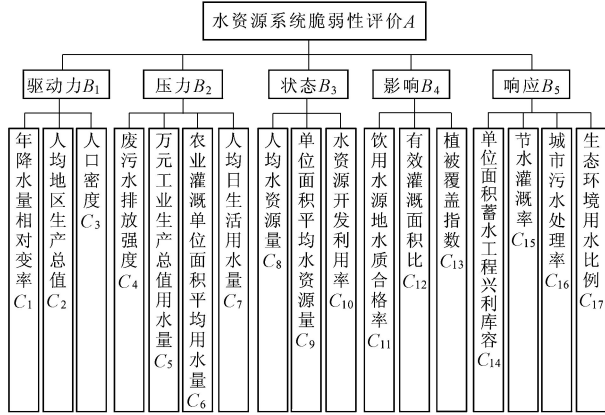 水资源系统脆弱性评价A
驱动力B1
压力B2
状态B3
影响B4
响应B5
年降水量相对变率C1
人均地区生产总值C2
人口密度C3
废污水排放强度C4
万元工业生产总值用水量C5
农业灌溉单位面积平均用水量C6
人均日生活用水量C7
人均水资源量C8
单位面积平均水资源量C9
水资源开发利用率C10
饮用水源地水质合格率C11
有效灌溉面积比C12
植被覆盖指数C13
单位面积蓄水工程兴利库容C14
节水灌溉率C15
城市污水处理率C16
生态环境用水比例C17